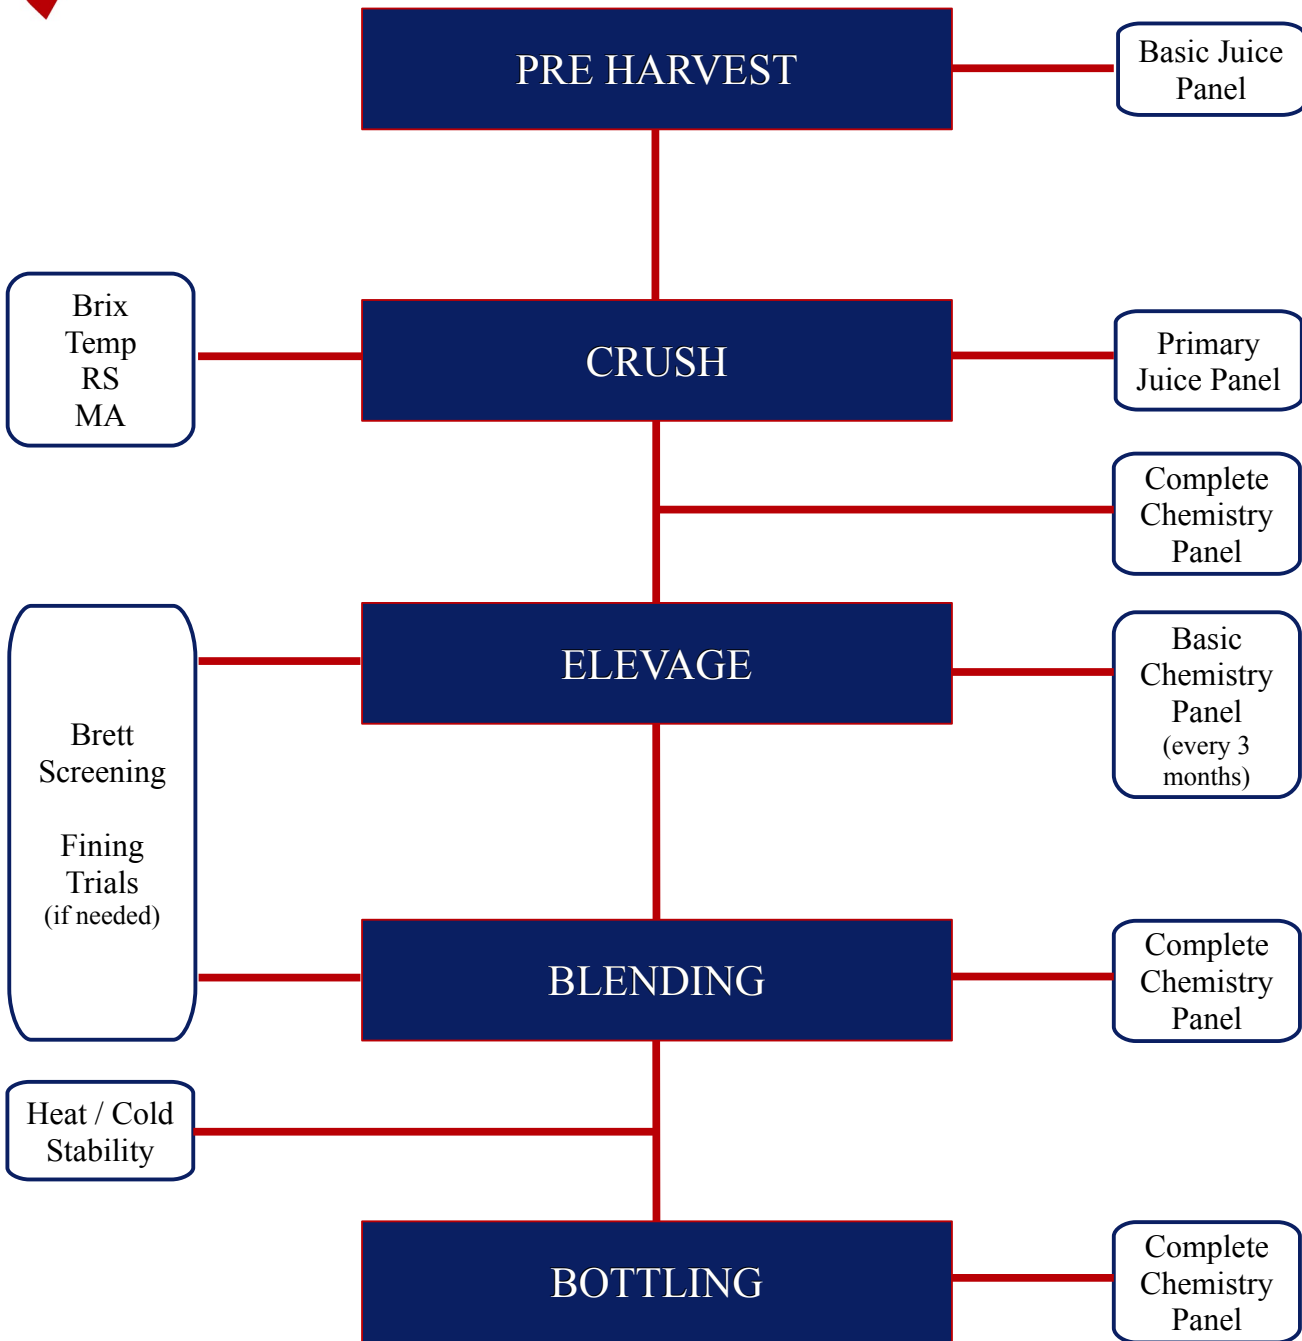 PRE HARVEST
Basic Juice
Panel
Brix
Temp
RS
MA
CRUSH
Primary
Juice Panel
Complete
Chemistry
Panel
Brett
Screening
Fining
Trials
(if needed)
ELEVAGE
Basic
Chemistry
Panel
(every 3
months)
BLENDING
Complete
Chemistry
Panel
Heat / Cold
Stability
BOTTLING
Complete
Chemistry
Panel